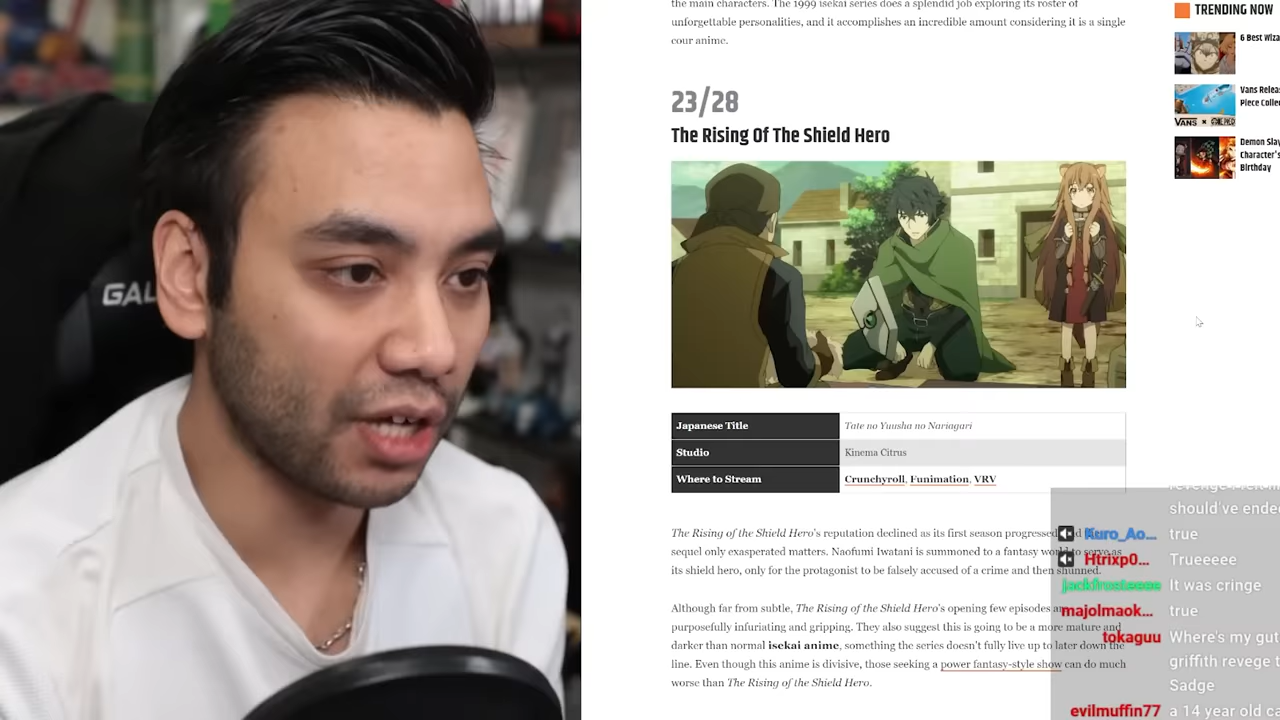 the main characters. The 1999 isekai series does a splendid job exploring its roster of
unforgettable personalities, and it accomplishes an incredible amount considering it is a single
cour anime.
23/28
The Rising Of The Shield Hero
Japanese Title
Tate no Yuusha no Nariagari
Studio
Kinema Citrus
Where to Stream
Crunchyroll, Funimation, VRV
The Rising of the Shield Hero's reputation declined as its first season progressed
sequel only exasperated matters. Naofumi Iwatani is summoned to a fantasy world to serve as
its shield hero, only for the protagonist to be falsely accused of a crime and then shunned.
Although far from subtle, The Rising of the Shield Hero's opening few episodes
purposefully infuriating and gripping. They also suggest this is going to be a more mature and
darker than normal isekai anime, something the series doesn't fully live up to later down the
line. Even though this anime is divisive, those seeking a power fantasy-style show can do much
worse than The Rising of the Shield Hero.
TRENDING NOW
6 Best
Vans
Piece
VANS
Demon
Character's
Birthday
GAL
should've
Kuro_Ao... true
Htrixp0... Trueeeee
jackfrosteeee It was cringe
majolmaok... true
tokaguu Where's my gut
griffith revege
Sadge
evilmuffin77 a 14 year old